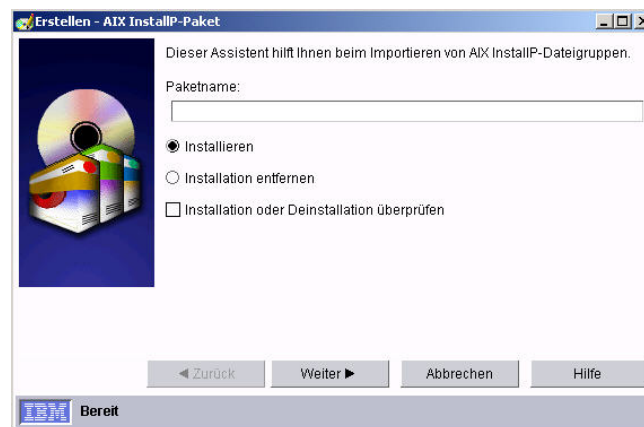 Erstellen - AIX InstallP-Paket
Dieser Assistent hilft Ihnen beim Importieren von AIX InstallP-Dateigruppen.
Paketname:
Installieren
Installation entfernen
Installation oder Deinstallation überprüfen
◄ Zurück
Weiter ►
Abbrechen
Hilfe
IBM
Bereit